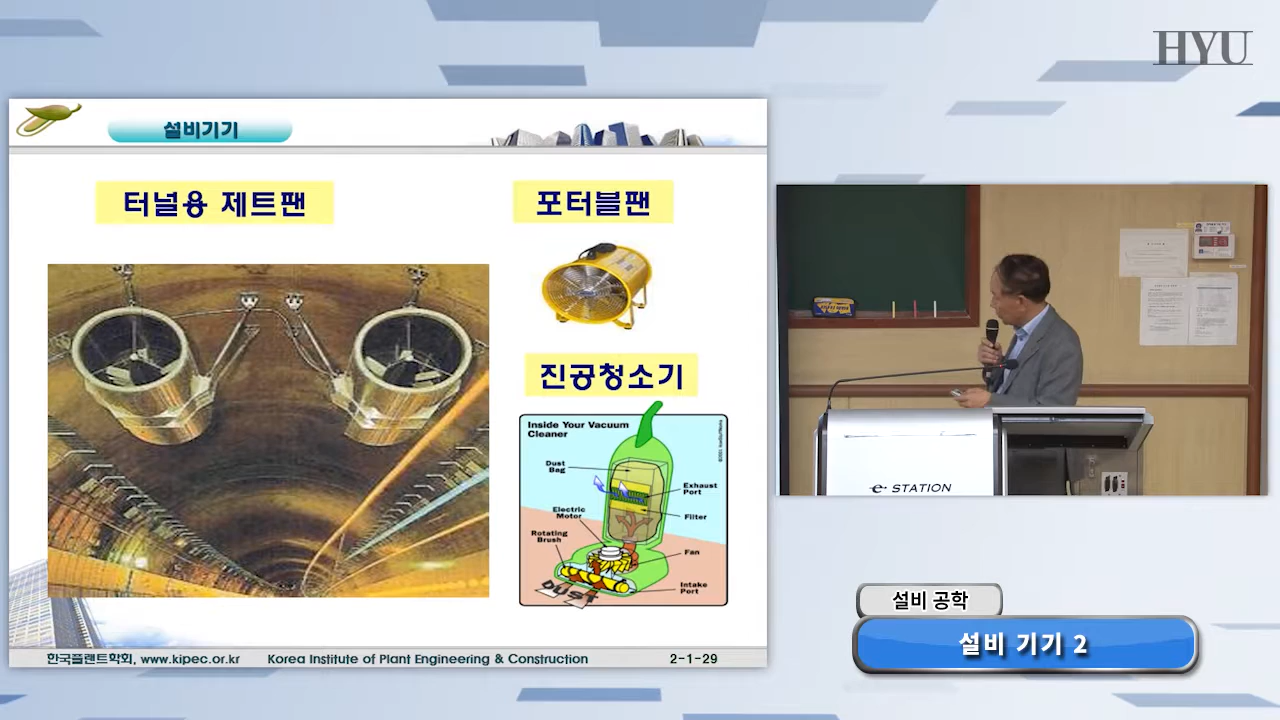 HYU
설비기기
터널용 제트팬
포터블팬
진공청소기
Inside Your Vacuum
Cleaner
Dust
Bag
Exhaust
Port
Electric
Motor
Filter
Rotating
Brush
Fan
Intake
Port
DUST
e STATION
설비 공학
설비 기기 2
한국플랜트학회, www.kipec.or.kr
Korea Institute of Plant Engineering & Construction
2-1-29